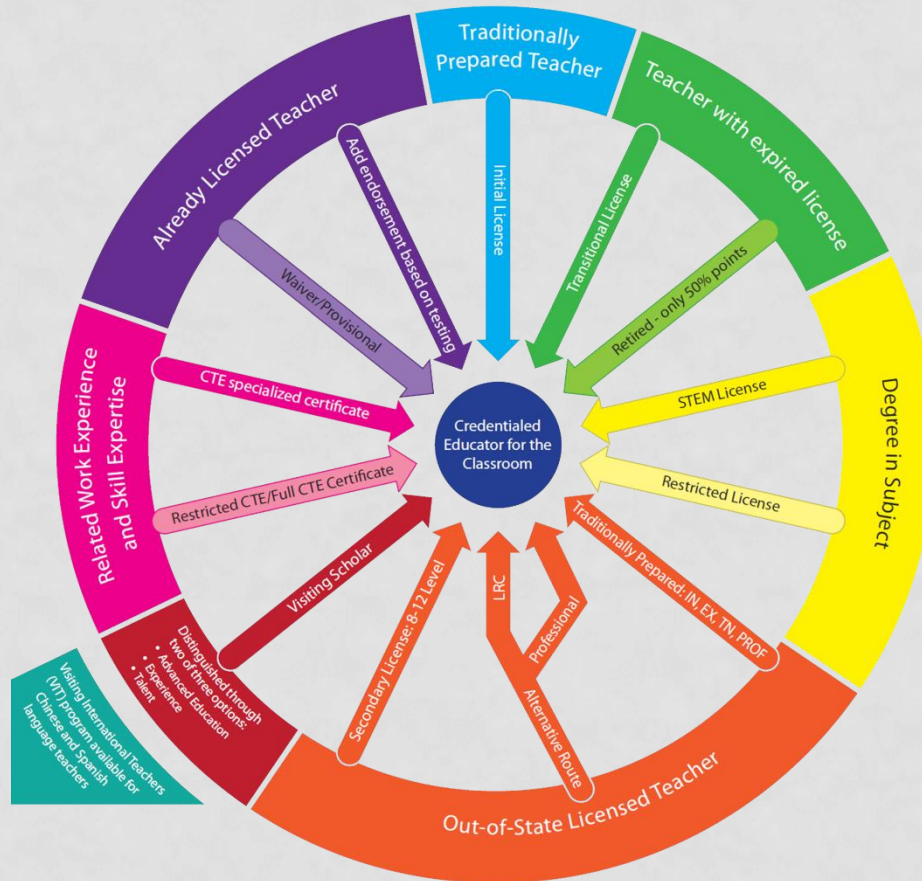 Traditionally
Prepared Teacher
Initial License
Teacher with expired license
Transitional License
Retired - only 50% points
Degree in Subject
STEM License
Restricted License
Out-of-State Licensed Teacher
Traditionally Prepared: IN, EX, TN, PROF
Alternative Route
Professional
LRC
Secondary License: 8-12 Level
Distinguished through
two of three options:
• Advanced Education
• Experience
• Talent
Visiting Scholar
Visiting International Teachers
(VIT) program available for
Chinese and Spanish
language teachers
Related Work Experience
and Skill Expertise
Restricted CTE/Full CTE Certificate
CTE specialized certificate
Already Licensed Teacher
Waiver/Provisional
Add endorsement based on testing
Credentialed
Educator for the
Classroom